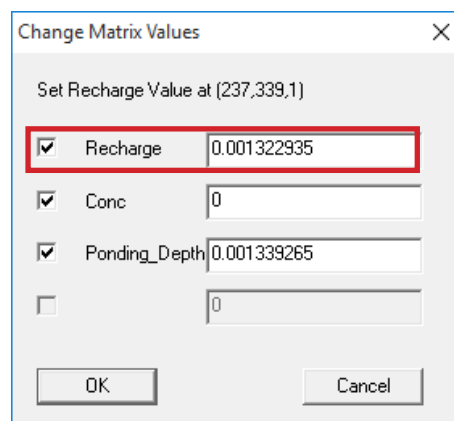 Change Matrix Values
Set Recharge Value at (237,339,1)
Recharge 0.001322935
Conc 0
Ponding_Depth 0.001339265
0
OK Cancel